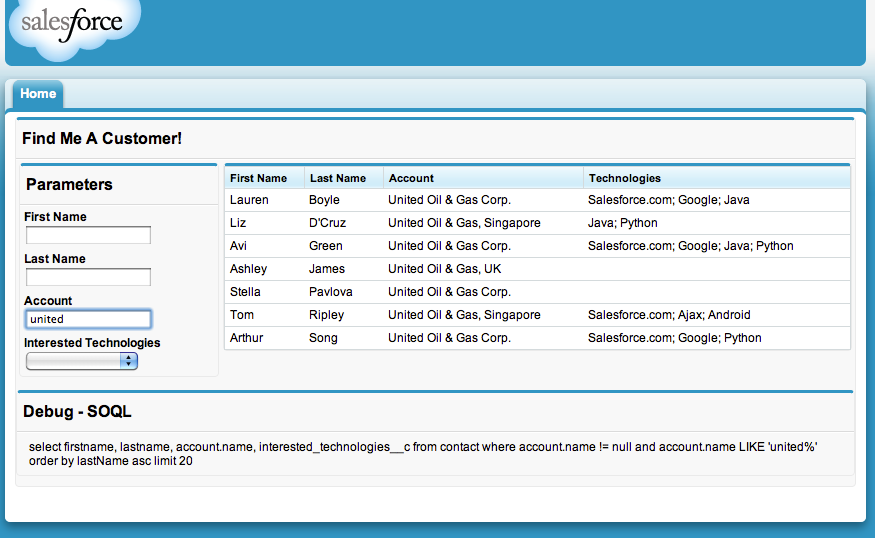 salesforce
Home
Find Me A Customer!
Parameters
First Name
Last Name
Account
united
Interested Technologies
First Name Last Name Account Technologies
Lauren Boyle United Oil & Gas Corp. Salesforce.com; Google; Java
Liz D'Cruz United Oil & Gas, Singapore Java; Python
Avi Green United Oil & Gas Corp. Salesforce.com; Google; Java; Python
Ashley James United Oil & Gas, UK
Stella Pavlova United Oil & Gas Corp.
Tom Ripley United Oil & Gas, Singapore Salesforce.com; Ajax; Android
Arthur Song United Oil & Gas Corp. Salesforce.com; Google; Python
Debug - SOQL
select firstname, lastname, account.name, interested_technologies__c from contact where account.name != null and account.name LIKE 'united%'
order by lastName asc limit 20